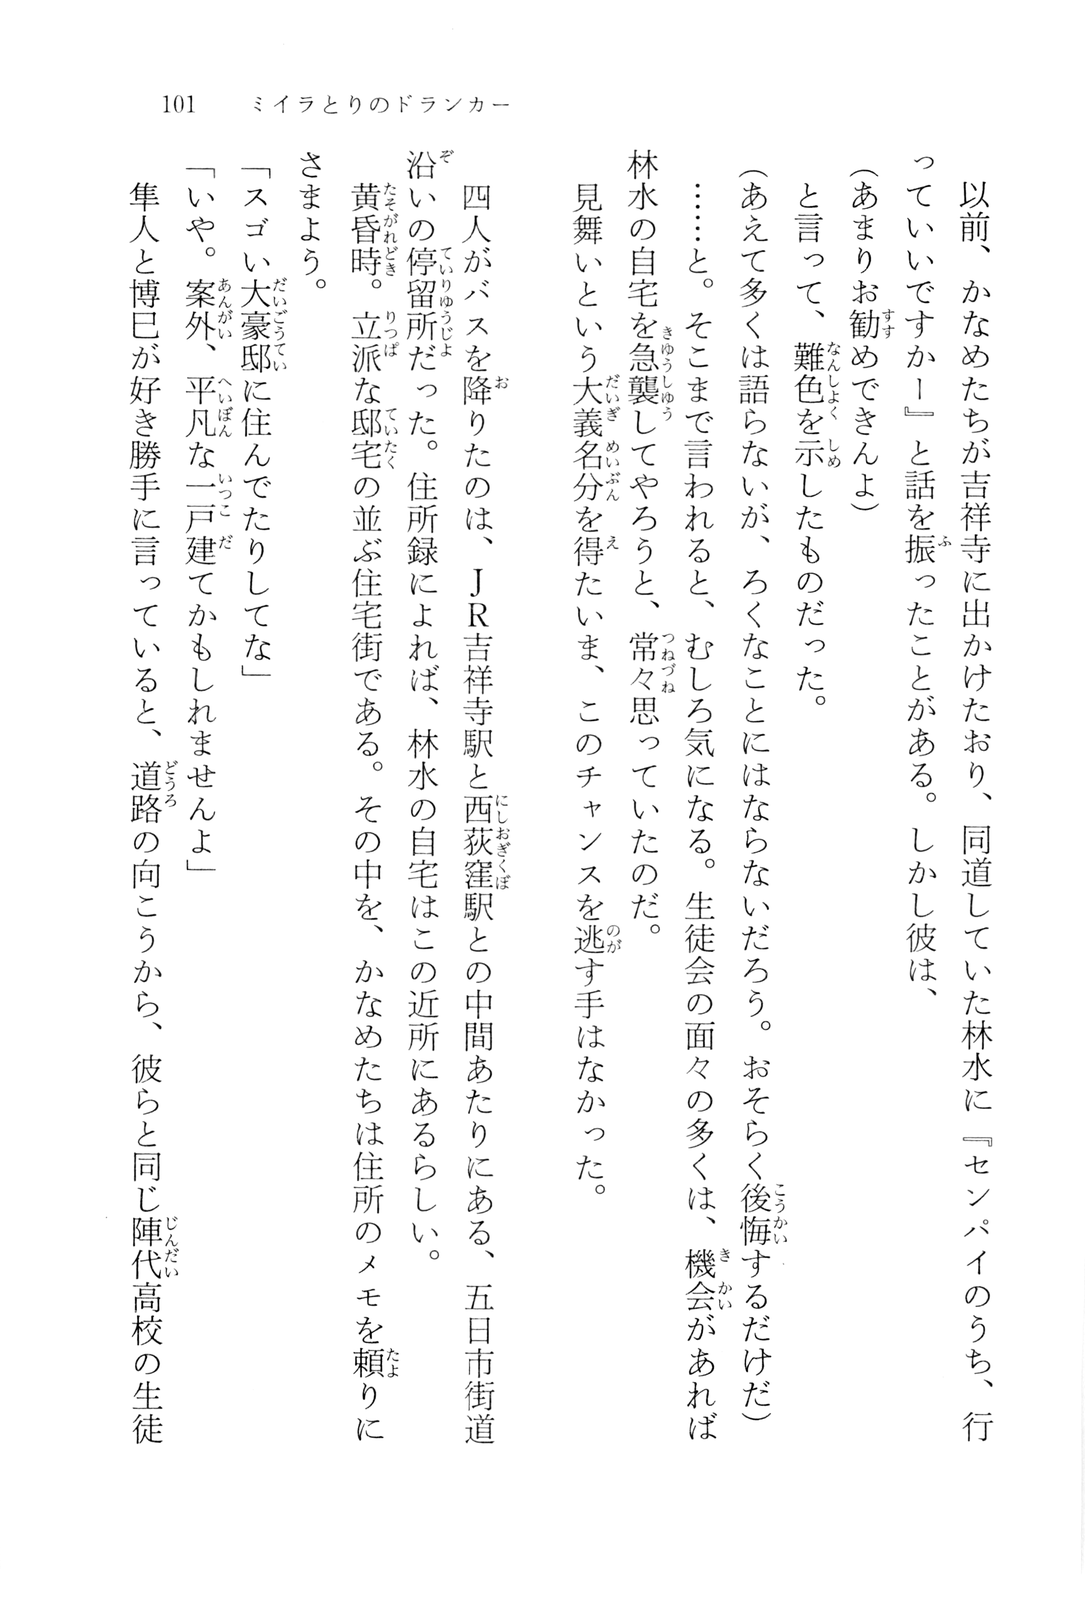 101　ミイラとりのドランカー
　以前、かなめたちが吉祥寺に出かけたおり、同道していた林水に『センパイのうち、行
っていいですかー』と話を振ったことがある。しかし彼は、
（あまりお勧めできんよ）
　と言って、難色を示したものだった。
（あえて多くは語らないが、ろくなことにはならないだろう。おそらく後悔するだけだ）
　……と。そこまで言われると、むしろ気になる。生徒会の面々の多くは、機会があれば
林水の自宅を急襲してやろうと、常々思っていたのだ。
　見舞いという大義名分を得たいま、このチャンスを逃す手はなかった。
　四人がバスを降りたのは、ＪＲ吉祥寺駅と西荻窪駅との中間あたりにある、五日市街道
沿いの停留所だった。住所録によれば、林水の自宅はこの近所にあるらしい。
　黄昏時。立派な邸宅の並ぶ住宅街である。その中を、かなめたちは住所のメモを頼りに
さまよう。
「スゴい大豪邸に住んでたりしてな」
「いや。案外、平凡な一戸建てかもしれませんよ」
　隼人と博巳が好き勝手に言っていると、道路の向こうから、彼らと同じ陣代高校の生徒